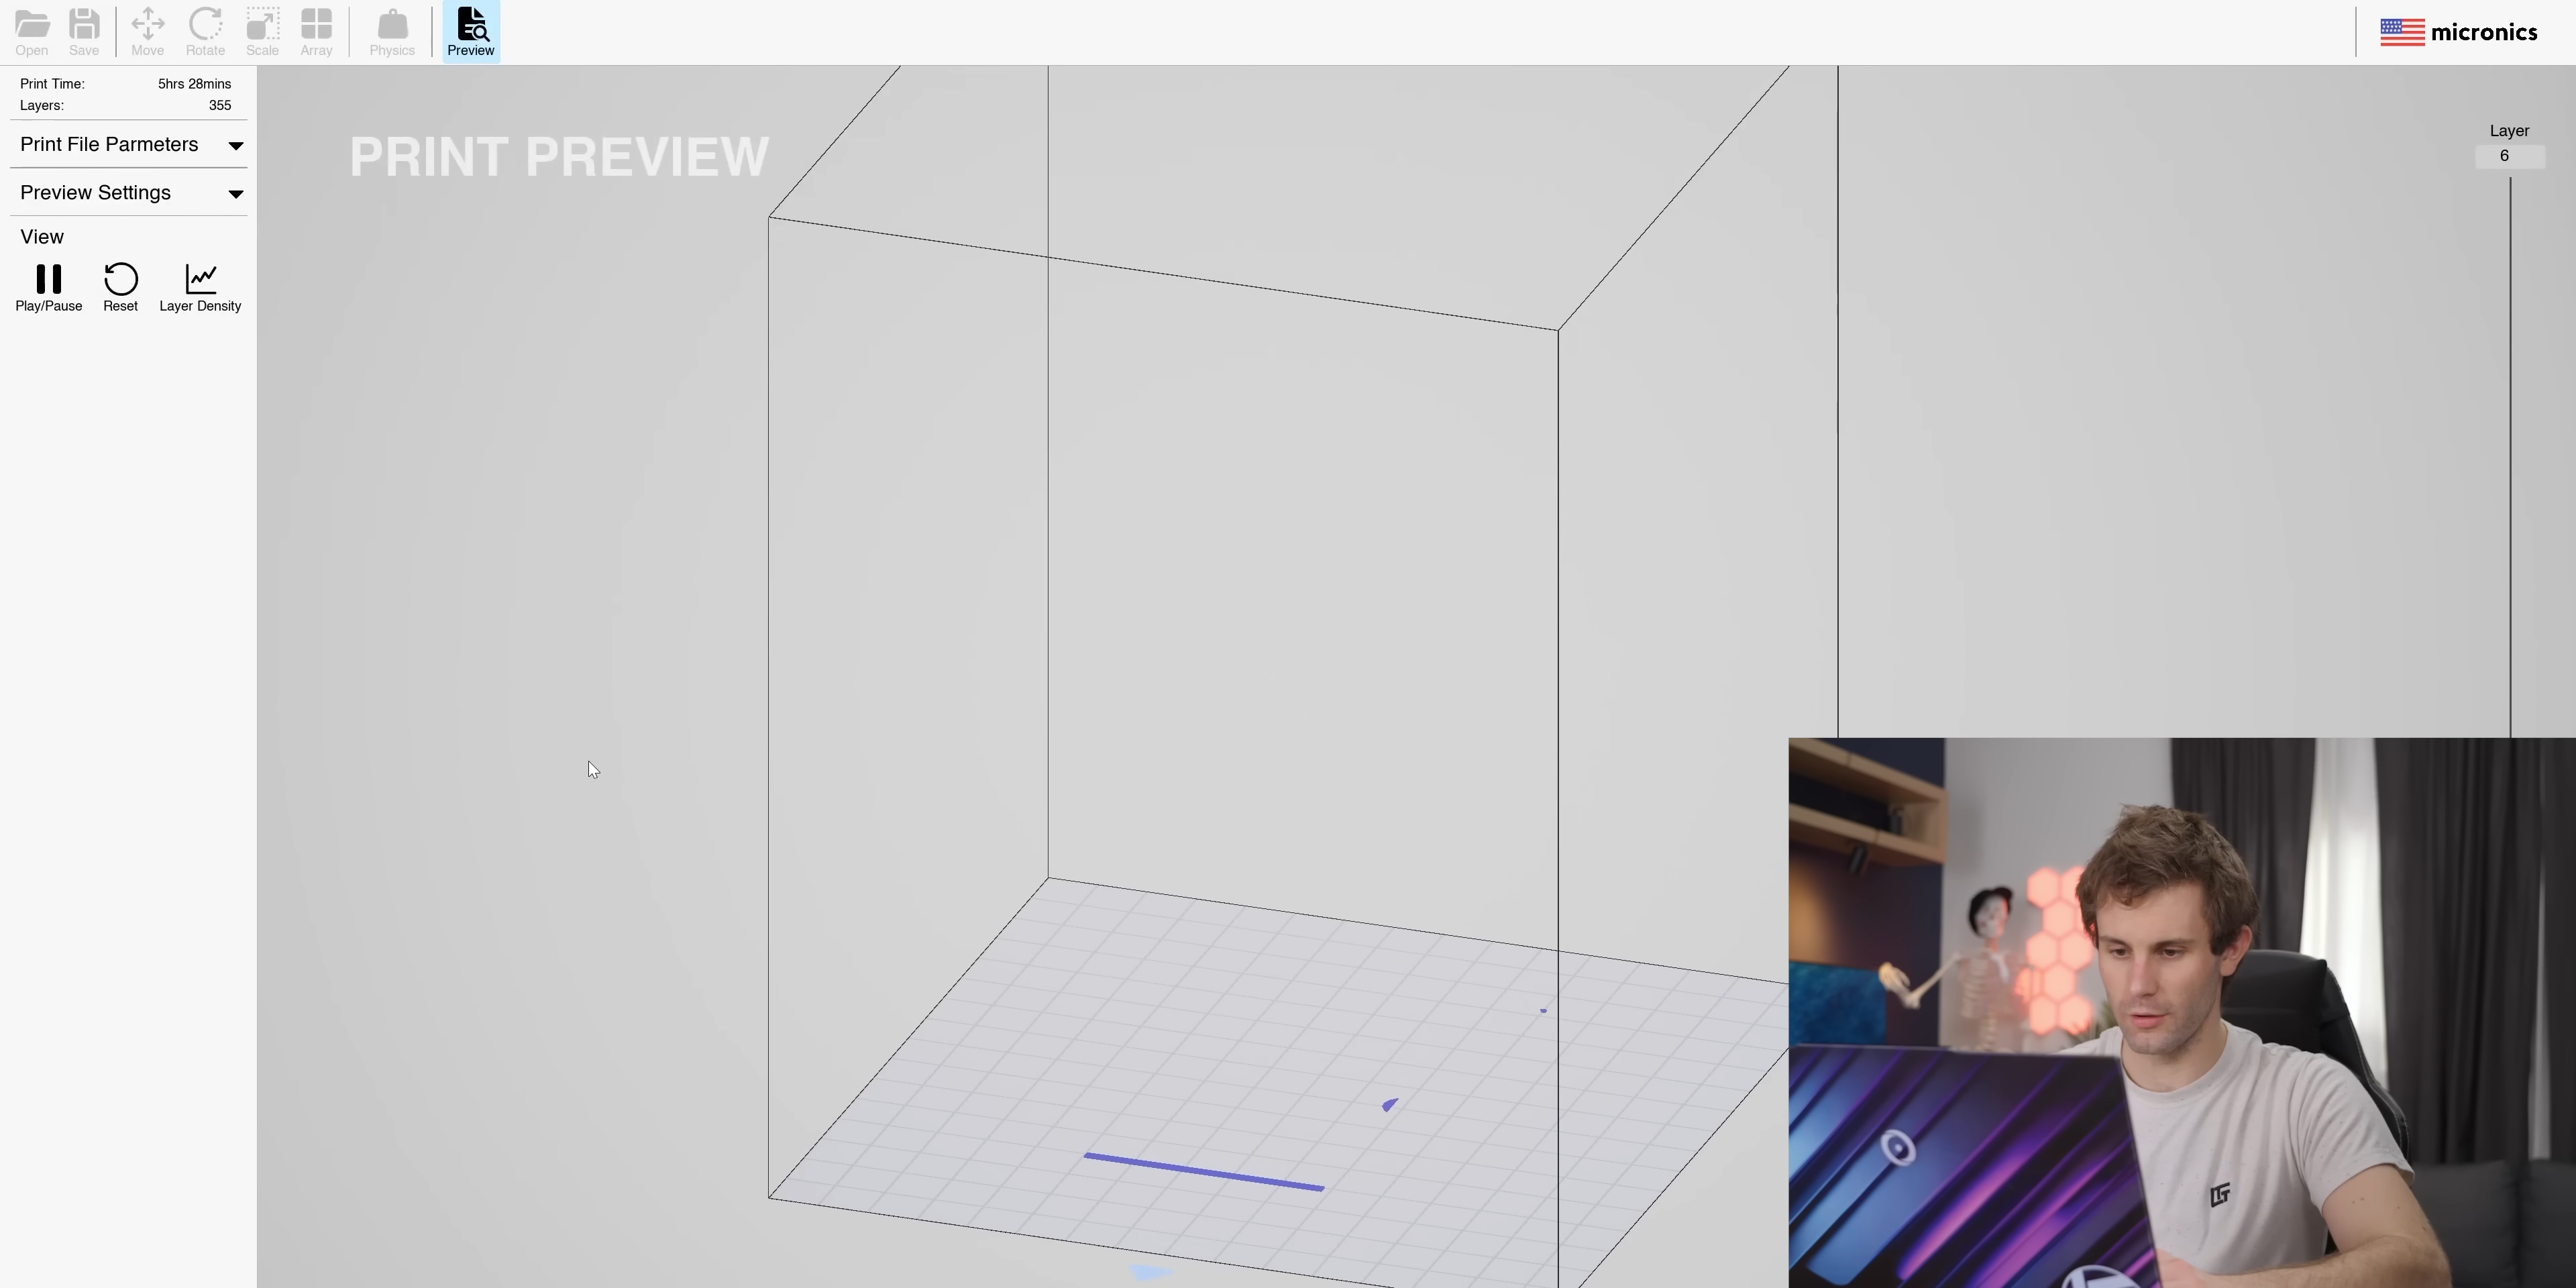 Open Save Move Rotate Scale Array Physics Preview
micronics
Print Time: 5hrs 28mins
Layers: 355
Print File Parmeters
Preview Settings
View
Play/Pause Reset Layer Density
PRINT PREVIEW
Layer
6